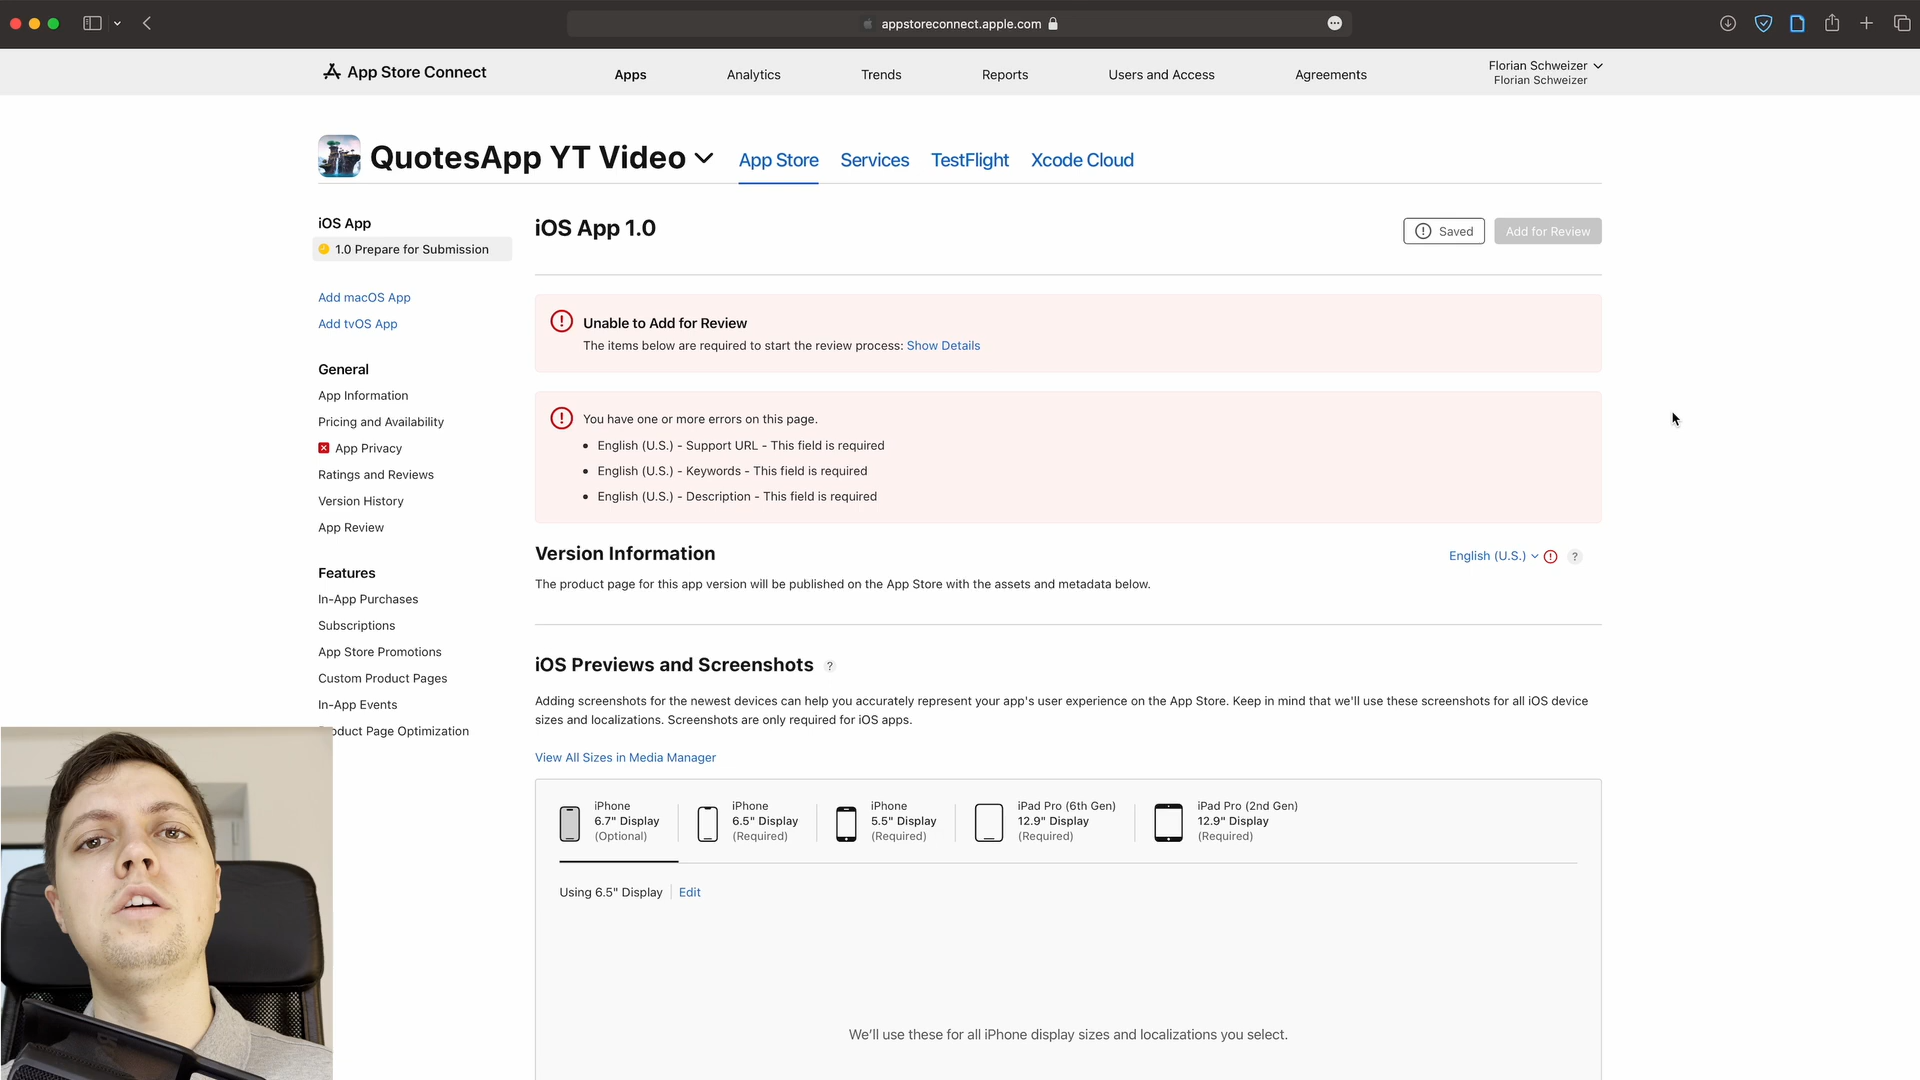 appstoreconnect.apple.com
App Store Connect
Apps
Analytics
Trends
Reports
Users and Access
Agreements
Florian Schweizer
Florian Schweizer
QuotesApp YT Video
App Store
Services
TestFlight
Xcode Cloud
iOS App
1.0 Prepare for Submission
Add macOS App
Add tvOS App
General
App Information
Pricing and Availability
App Privacy
Ratings and Reviews
Version History
App Review
Features
In-App Purchases
Subscriptions
App Store Promotions
Custom Product Pages
In-App Events
oduct Page Optimization
iOS App 1.0
Saved
Add for Review
Unable to Add for Review
The items below are required to start the review process: Show Details
You have one or more errors on this page.
• English (U.S.) - Support URL - This field is required
• English (U.S.) - Keywords - This field is required
• English (U.S.) - Description - This field is required
Version Information
English (U.S.)
?
The product page for this app version will be published on the App Store with the assets and metadata below.
iOS Previews and Screenshots ?
Adding screenshots for the newest devices can help you accurately represent your app's user experience on the App Store. Keep in mind that we'll use these screenshots for all iOS device
sizes and localizations. Screenshots are only required for iOS apps.
View All Sizes in Media Manager
iPhone
6.7" Display
(Optional)
iPhone
6.5" Display
(Required)
iPhone
5.5" Display
(Required)
iPad Pro (6th Gen)
12.9" Display
(Required)
iPad Pro (2nd Gen)
12.9" Display
(Required)
Using 6.5" Display
Edit
We'll use these for all iPhone display sizes and localizations you select.